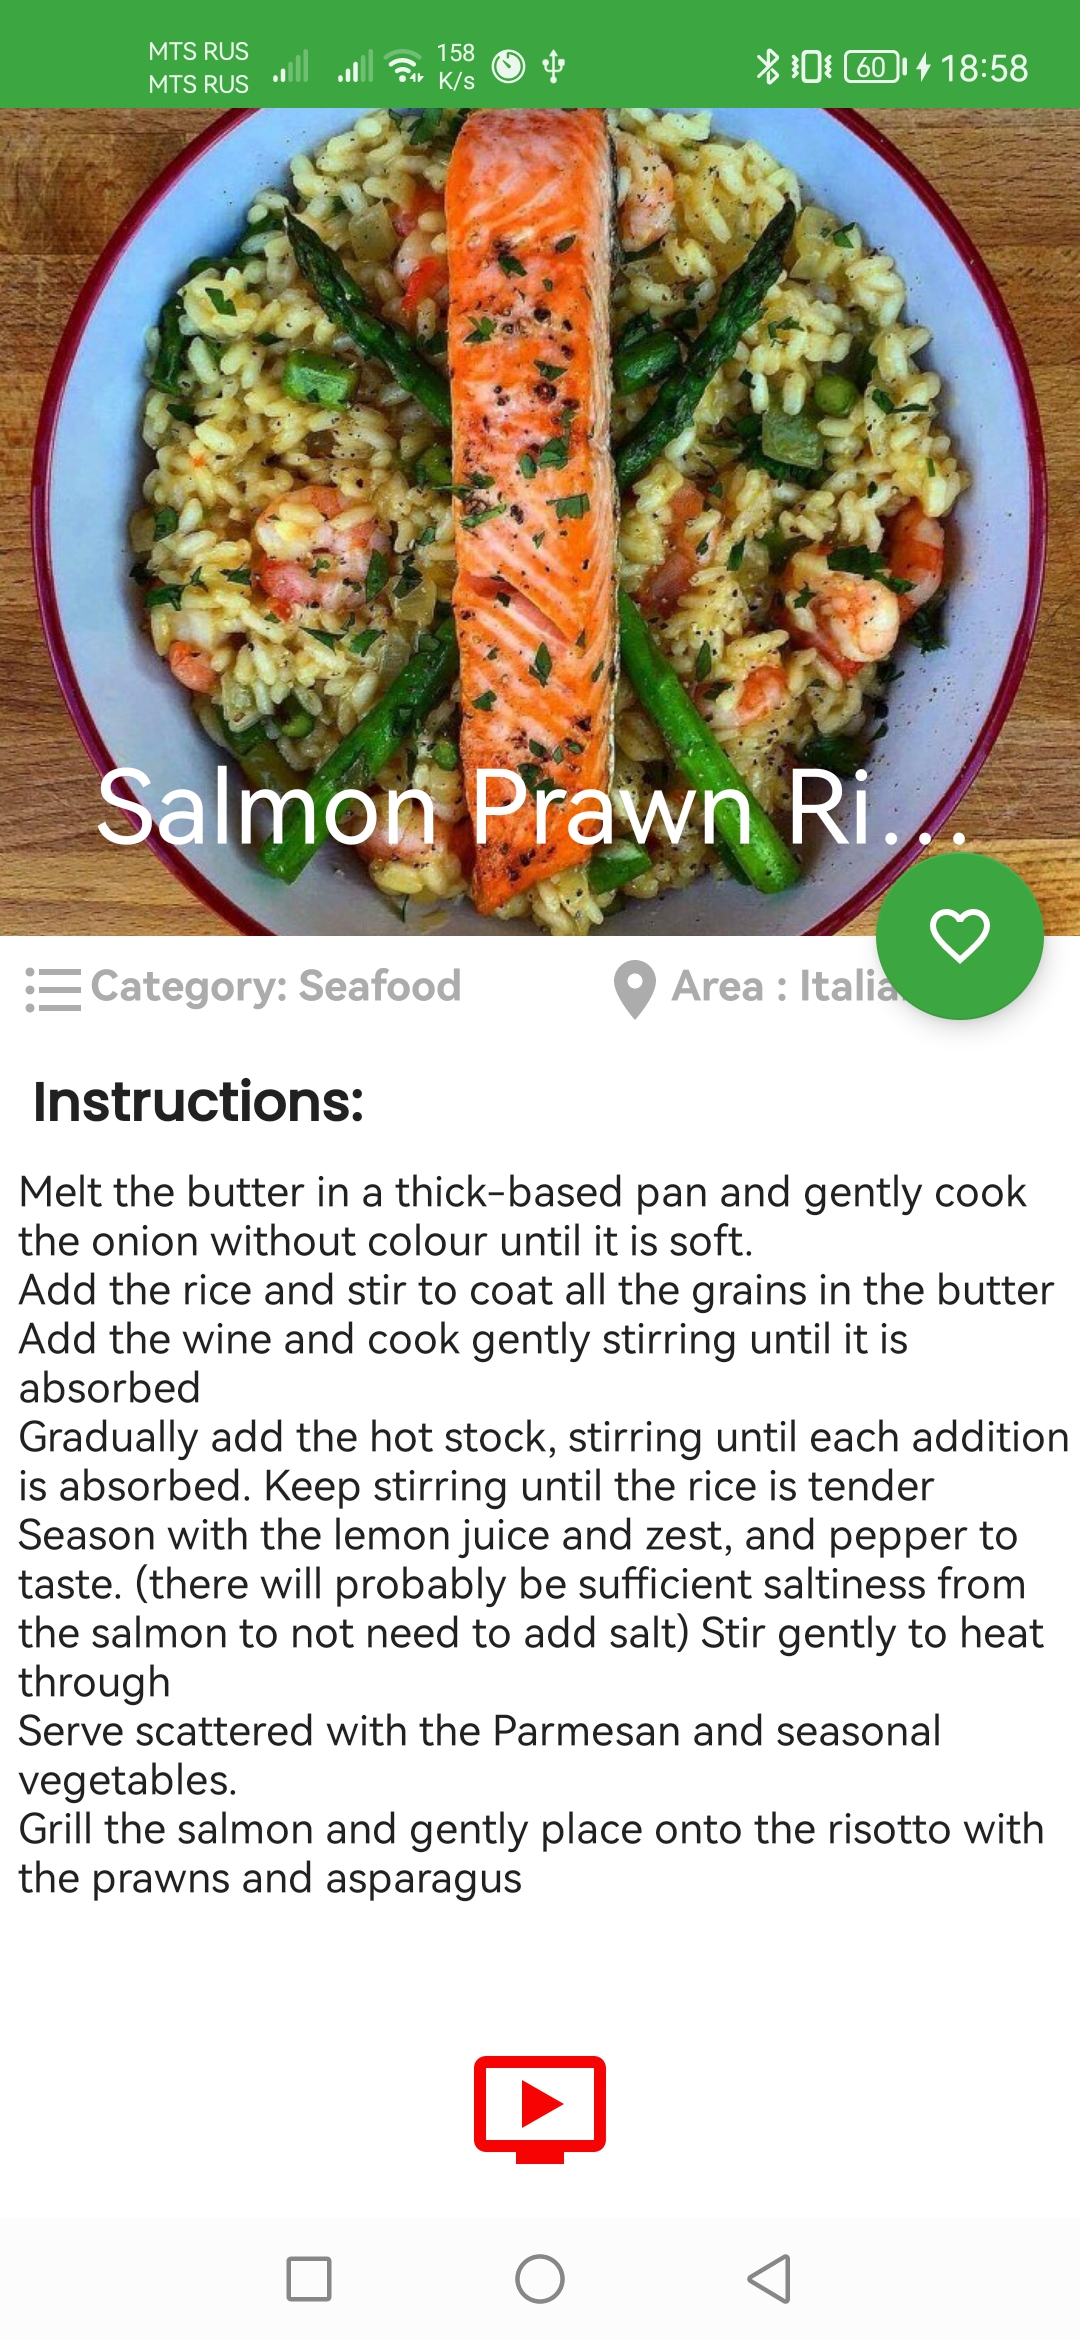 MTS RUS
MTS RUS
158
K/s
60
18:58
Salmon Prawn Ri...
Category: Seafood
Area : Italia
Instructions:
Melt the butter in a thick-based pan and gently cook
the onion without colour until it is soft.
Add the rice and stir to coat all the grains in the butter
Add the wine and cook gently stirring until it is
absorbed
Gradually add the hot stock, stirring until each addition
is absorbed. Keep stirring until the rice is tender
Season with the lemon juice and zest, and pepper to
taste. (there will probably be sufficient saltiness from
the salmon to not need to add salt) Stir gently to heat
through
Serve scattered with the Parmesan and seasonal
vegetables.
Grill the salmon and gently place onto the risotto with
the prawns and asparagus